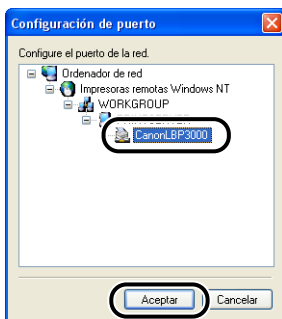 Configuración de puerto
Configure el puerto de la red.
Ordenador de red
Impresoras remotas Windows NT
WORKGROUP
CanonLBP3000
Aceptar
Cancelar